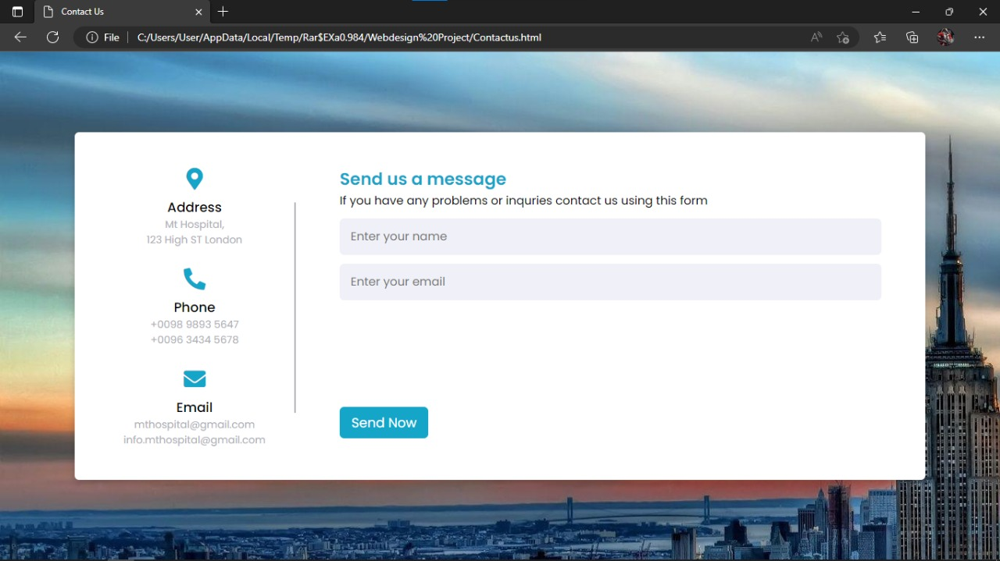 Contact Us
File
C:/Users/User/AppData/Local/Temp/Rar$EXa0.984/Webdesign%20Project/Contactus.html
Address
Mt Hospital,
123 High ST London
Phone
+0098 9893 5647
+0096 3434 5678
Email
mthospital@gmail.com
info.mthospital@gmail.com
Send us a message
If you have any problems or inquries contact us using this form
Enter your name
Enter your email
Send Now